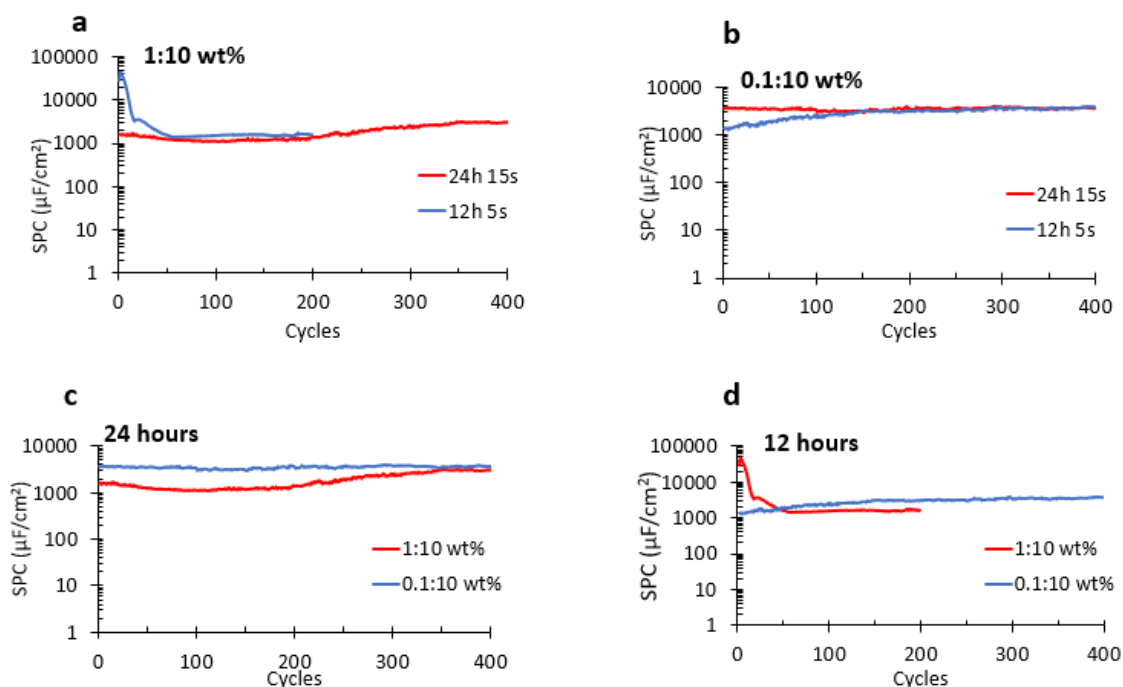 a
1:10 wt%
100000
10000
1000
100
10
1
SPC (µF/cm²)
24h 15s
12h 5s
0
100
200
300
400
Cycles
b
0.1:10 wt%
10000
1000
100
10
1
SPC (µF/cm²)
24h 15s
12h 5s
0
100
200
300
400
Cycles
c
24 hours
10000
1000
100
10
1
SPC (µF/cm²)
1:10 wt%
0.1:10 wt%
0
100
200
300
400
Cycles
d
12 hours
100000
10000
1000
100
10
1
SPC (µF/cm²)
1:10 wt%
0.1:10 wt%
0
100
200
300
400
Cycles